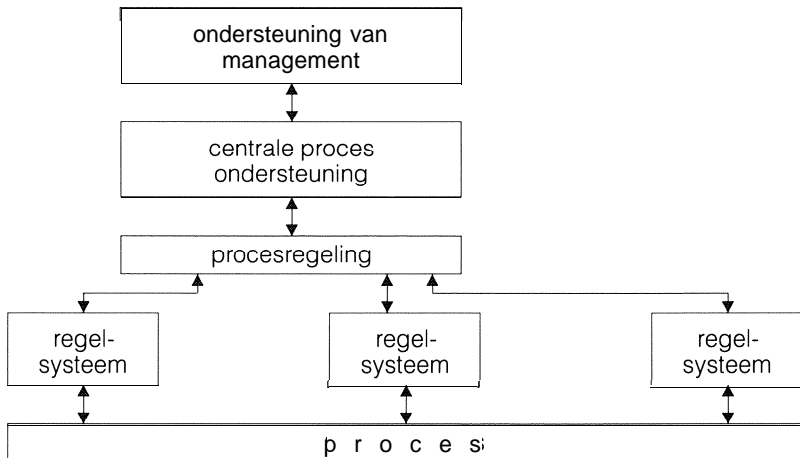 ondersteuning van
management
centrale proces
ondersteuning
procesregeling
regel-
systeem
regel-
systeem
regel-
systeem
p r o c e s